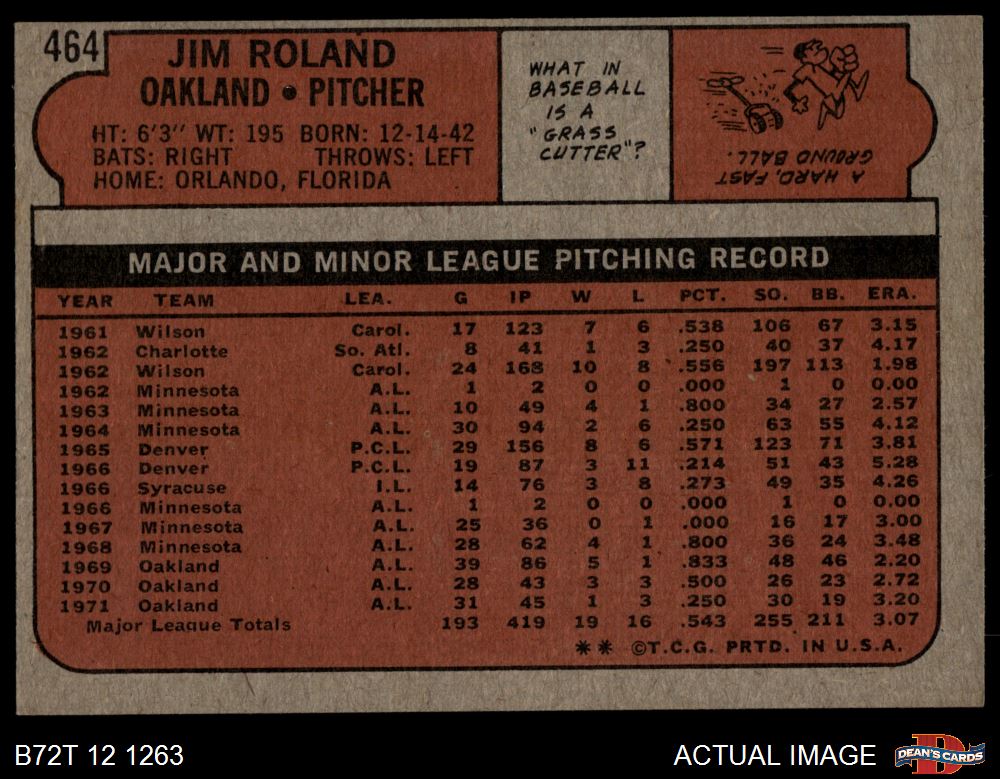 464
JIM ROLAND
OAKLAND • PITCHER
HT: 6'3" WT: 195 BORN: 12-14-42
BATS: RIGHT THROWS: LEFT
HOME: ORLANDO, FLORIDA
WHAT IN
BASEBALL
IS A
"GRASS
CUTTER"?
A HARD, FAST
GROUND BALL.
MAJOR AND MINOR LEAGUE PITCHING RECORD
YEAR TEAM LEA. G IP W L PCT. SO. BB. ERA.
1961 Wilson Carol. 17 123 7 6 .538 106 67 3.15
1962 Charlotte So. Atl. 8 41 1 3 .250 40 37 4.17
1962 Wilson Carol. 24 168 10 8 .556 197 113 1.98
1962 Minnesota A.L. 1 2 0 0 .000 1 0 0.00
1963 Minnesota A.L. 10 49 4 1 .800 34 27 2.57
1964 Minnesota A.L. 30 94 2 6 .250 63 55 4.12
1965 Denver P.C.L. 29 156 8 6 .571 123 71 3.81
1966 Denver P.C.L. 19 87 3 11 .214 51 43 5.28
1966 Syracuse I.L. 14 76 3 8 .273 49 35 4.26
1966 Minnesota A.L. 1 2 0 0 .000 1 0 0.00
1967 Minnesota A.L. 25 36 0 1 .000 16 17 3.00
1968 Minnesota A.L. 28 62 4 1 .800 36 24 3.48
1969 Oakland A.L. 39 86 5 1 .833 48 46 2.20
1970 Oakland A.L. 28 43 3 3 .500 26 23 2.72
1971 Oakland A.L. 31 45 1 3 .250 30 19 3.20
Major League Totals 193 419 19 16 .543 255 211 3.07
** ©T.C.G. PRTD. IN U.S.A.
B72T 12 1263
ACTUAL IMAGE
DEAN'S CARDS